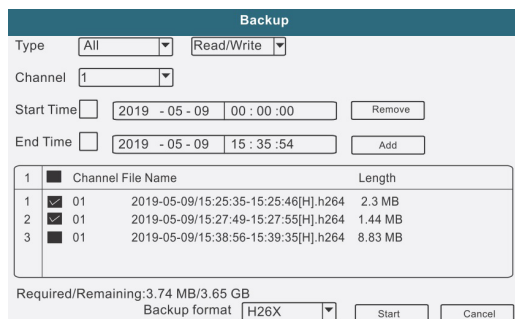 Backup
Type All Read/Write
Channel 1
Start Time 2019 - 05 - 09 00 : 00 :00 Remove
End Time 2019 - 05 - 09 15 : 35 :54 Add
1 Channel File Name Length
1 01 2019-05-09/15:25:35-15:25:46[H].h264 2.3 MB
2 01 2019-05-09/15:27:49-15:27:55[H].h264 1.44 MB
3 01 2019-05-09/15:38:56-15:39:35[H].h264 8.83 MB
Required/Remaining:3.74 MB/3.65 GB
Backup format H26X Start Cancel